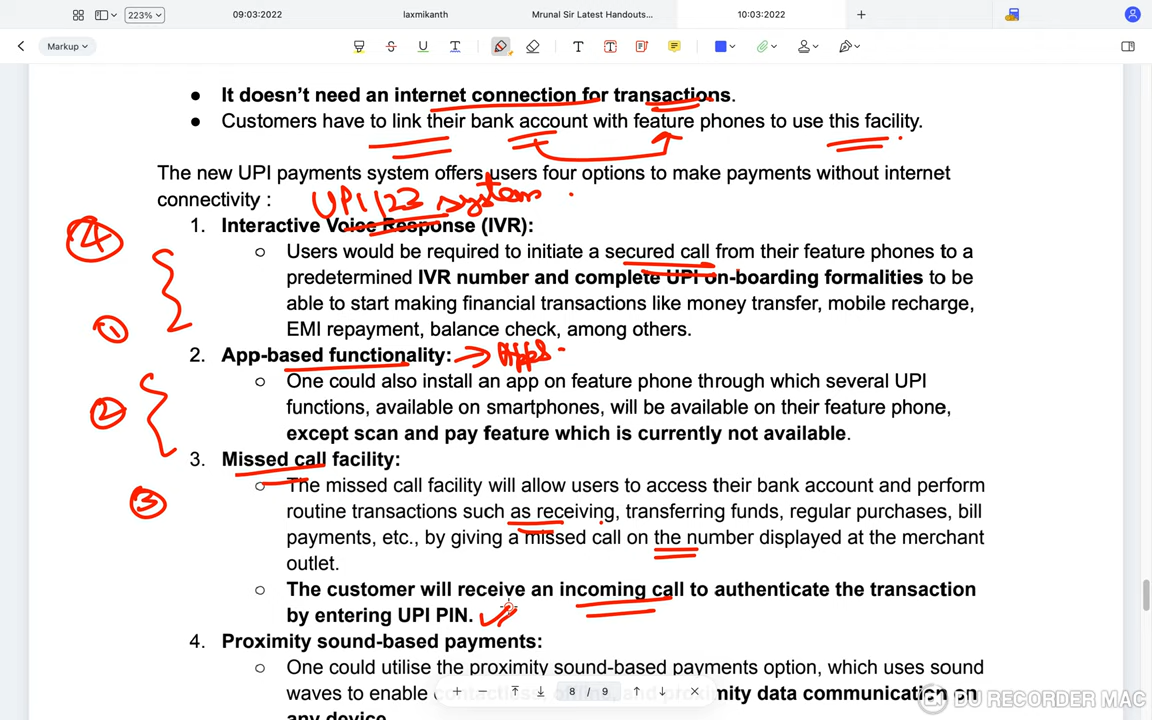 223%
09:03:2022
laxmikanth
Mrunal Sir Latest Handouts...
10:03:2022
Markup
● It doesn't need an internet connection for transactions.
● Customers have to link their bank account with feature phones to use this facility.
The new UPI payments system offers users four options to make payments without internet
connectivity :
UPI 123 system
4
1. Interactive Voice Response (IVR):
○ Users would be required to initiate a secured call from their feature phones to a
predetermined IVR number and complete UPI on-boarding formalities to be
able to start making financial transactions like money transfer, mobile recharge,
EMI repayment, balance check, among others.
1
2. App-based functionality: → Apps
○ One could also install an app on feature phone through which several UPI
functions, available on smartphones, will be available on their feature phone,
except scan and pay feature which is currently not available.
2
3. Missed call facility:
○ The missed call facility will allow users to access their bank account and perform
routine transactions such as receiving, transferring funds, regular purchases, bill
payments, etc., by giving a missed call on the number displayed at the merchant
outlet.
3
○ The customer will receive an incoming call to authenticate the transaction
by entering UPI PIN.
4. Proximity sound-based payments:
○ One could utilise the proximity sound-based payments option, which uses sound
waves to enable contactless, offline, and proximity data communication on
any device.
8 / 9
DU RECORDER MAC